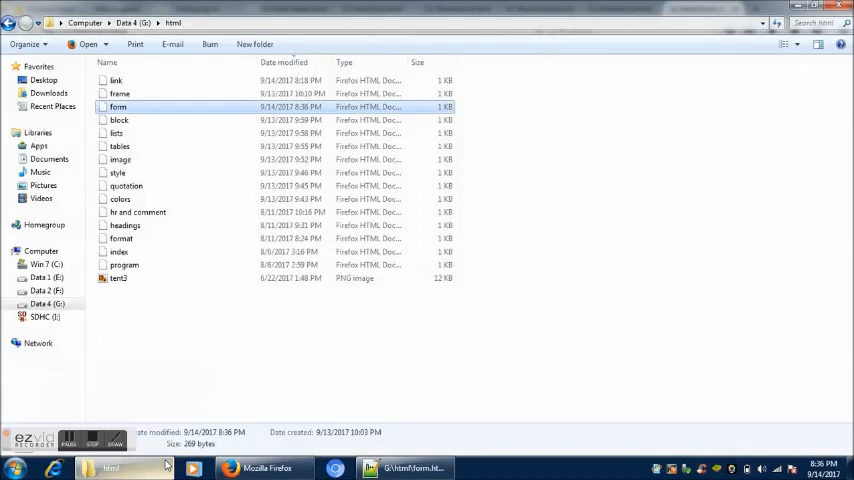 Computer ▸ Data 4 (G:) ▸ html
Search html
Organize Open Print E-mail Burn New folder
Name Date modified Type Size
Favorites
Desktop
Downloads
Recent Places
Libraries
Apps
Documents
Music
Pictures
Videos
Homegroup
Computer
Win 7 (C:)
Data 1 (E:)
Data 2 (F:)
Data 4 (G:)
SDHC (I:)
Network
link 9/14/2017 8:18 PM Firefox HTML Doc... 1 KB
frame 9/13/2017 10:10 PM Firefox HTML Doc... 1 KB
form 9/14/2017 8:36 PM Firefox HTML Doc... 1 KB
block 9/13/2017 9:59 PM Firefox HTML Doc... 1 KB
lists 9/13/2017 9:58 PM Firefox HTML Doc... 1 KB
tables 9/13/2017 9:55 PM Firefox HTML Doc... 1 KB
image 9/13/2017 9:52 PM Firefox HTML Doc... 1 KB
style 9/13/2017 9:46 PM Firefox HTML Doc... 1 KB
quotation 9/13/2017 9:45 PM Firefox HTML Doc... 1 KB
colors 9/13/2017 9:43 PM Firefox HTML Doc... 1 KB
hr and comment 8/11/2017 10:16 PM Firefox HTML Doc... 1 KB
headings 8/11/2017 9:31 PM Firefox HTML Doc... 1 KB
format 8/11/2017 8:24 PM Firefox HTML Doc... 1 KB
index 8/6/2017 3:16 PM Firefox HTML Doc... 1 KB
program 8/6/2017 2:59 PM Firefox HTML Doc... 1 KB
tent3 6/22/2017 1:48 PM PNG image 12 KB
ate modified: 9/14/2017 8:36 PM Date created: 9/13/2017 10:03 PM
Size: 269 bytes
ezvid
RECORDER
PAUSE STOP DRAW
html
Mozilla Firefox
G:\html\form.ht...
8:36 PM
9/14/2017